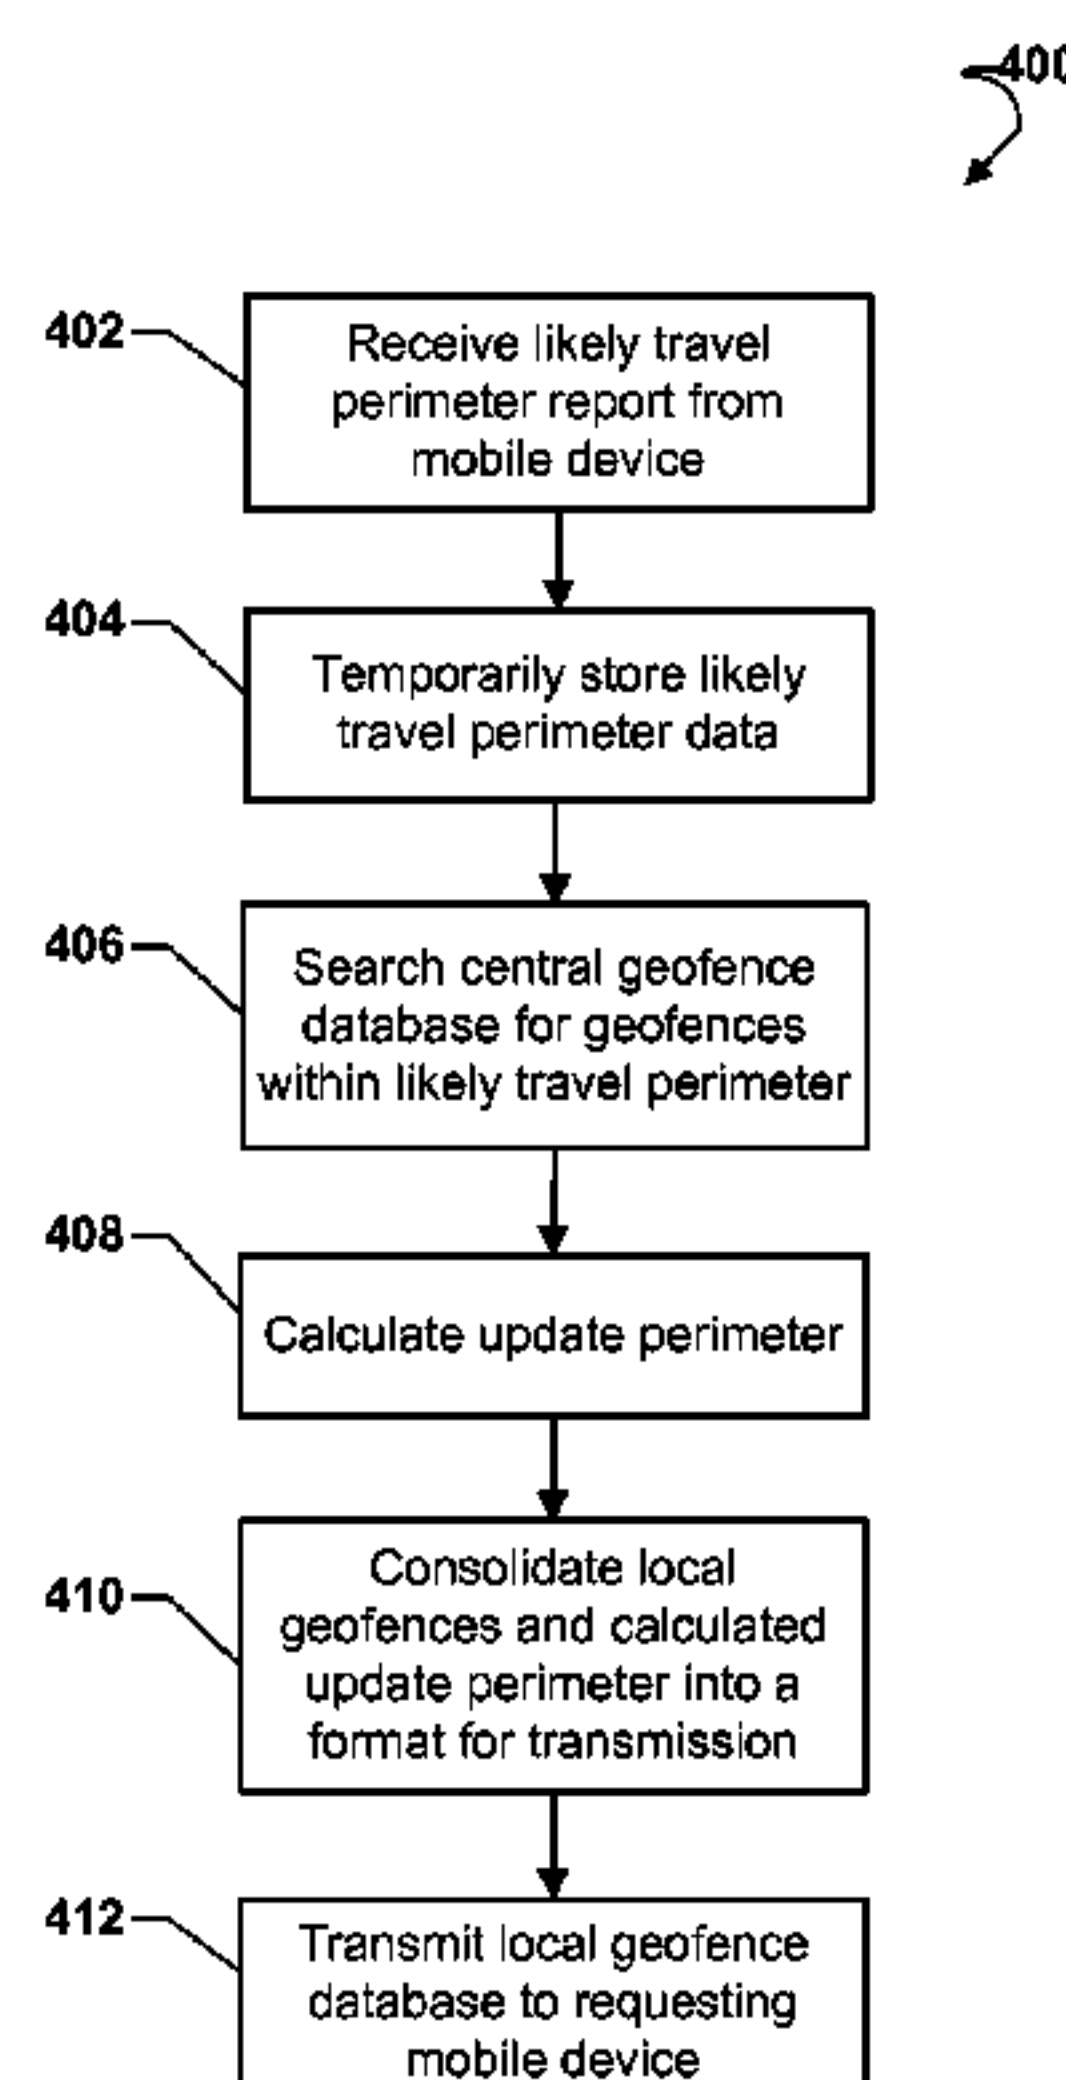 400
402
Receive likely travel
perimeter report from
mobile device
404
Temporarily store likely
travel perimeter data
406
Search central geofence
database for geofences
within likely travel perimeter
408
Calculate update perimeter
410
Consolidate local
geofences and calculated
update perimeter into a
format for transmission
412
Transmit local geofence
database to requesting
mobile device